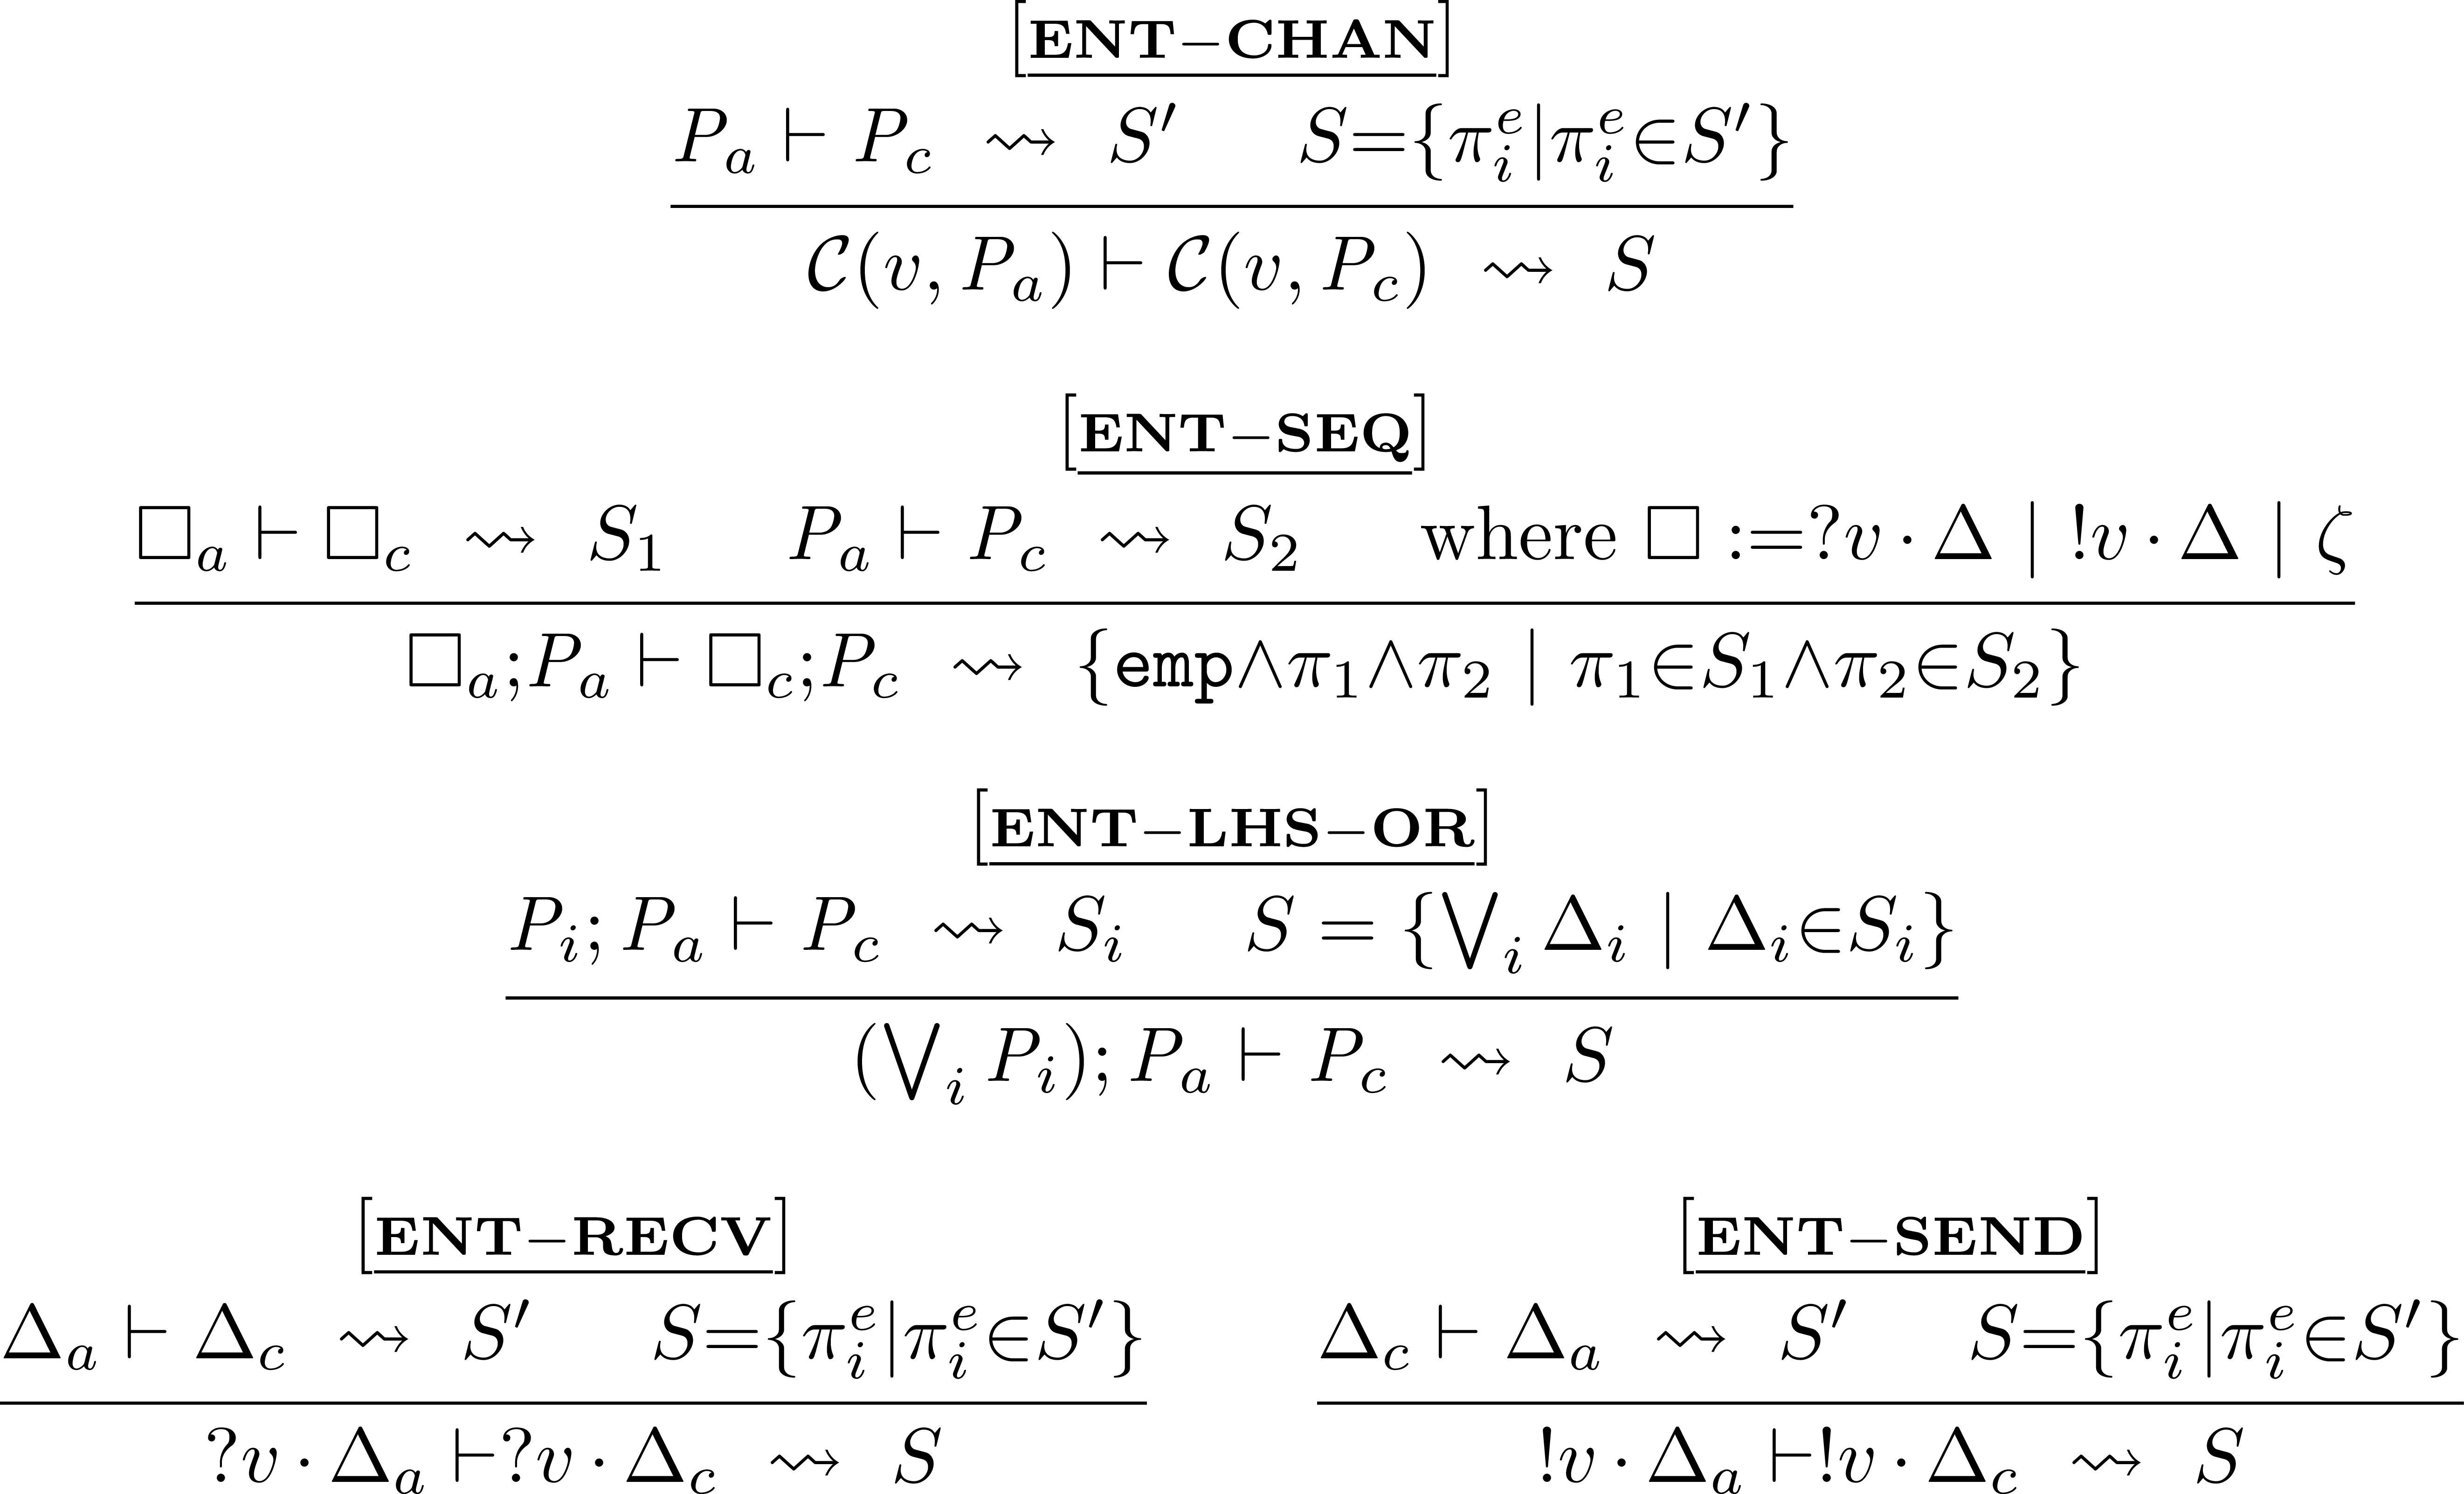 [ENT−CHAN]
P_a ⊢ P_c ⇝ S′ S={π_i^e|π_i^e∈S′}
𝒞(v, P_a) ⊢ 𝒞(v, P_c) ⇝ S
[ENT−SEQ]
□_a ⊢ □_c ⇝ S_1 P_a ⊢ P_c ⇝ S_2 where □ :=?v · Δ | !v · Δ | ζ
□_a;P_a ⊢ □_c;P_c ⇝ {emp∧π_1∧π_2 | π_1∈S_1∧π_2∈S_2}
[ENT−LHS−OR]
P_i; P_a ⊢ P_c ⇝ S_i S = {⋁_i Δ_i | Δ_i∈S_i}
(⋁_i P_i); P_a ⊢ P_c ⇝ S
[ENT−RECV] [ENT−SEND]
Δ_a ⊢ Δ_c ⇝ S′ S={π_i^e|π_i^e∈S′} Δ_c ⊢ Δ_a ⇝ S′ S={π_i^e|π_i^e∈S′}
?v · Δ_a ⊢?v · Δ_c ⇝ S !v · Δ_a ⊢!v · Δ_c ⇝ S